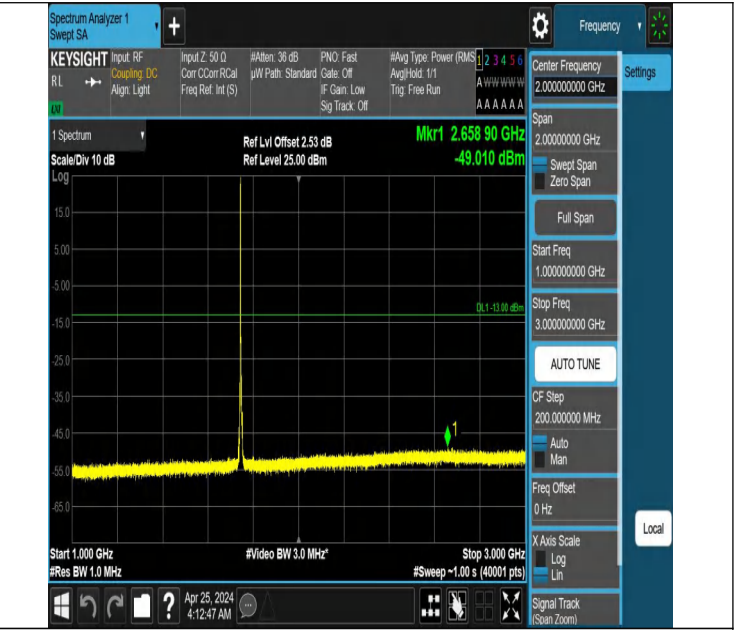 Spectrum Analyzer 1
Swept SA
+
Frequency
KEYSIGHT
RL
Input: RF
Coupling: DC
Align: Light
Input Z: 50 Ω
Corr CCorr RCal
Freq Ref: Int (S)
#Atten: 36 dB
µW Path: Standard
PNO: Fast
Gate: Off
IF Gain: Low
Sig Track: Off
#Avg Type: Power (RMS
Avg|Hold: 1/1
Trig: Free Run
1 2 3 4 5 6
A W W W W W
A A A A A A
LXI
1 Spectrum
Scale/Div 10 dB
Log
Ref Lvl Offset 2.53 dB
Ref Level 25.00 dBm
Mkr1 2.658 90 GHz
-49.010 dBm
15.0
5.00
-5.00
-15.0
-25.0
-35.0
-45.0
-55.0
-65.0
DL1 -13.00 dBm
1
Start 1.000 GHz
#Res BW 1.0 MHz
#Video BW 3.0 MHz*
Stop 3.000 GHz
#Sweep ~1.00 s (40001 pts)
Apr 25, 2024
4:12:47 AM
?
Center Frequency
2.000000000 GHz
Settings
Span
2.00000000 GHz
Swept Span
Zero Span
Full Span
Start Freq
1.000000000 GHz
Stop Freq
3.000000000 GHz
AUTO TUNE
CF Step
200.000000 MHz
Auto
Man
Freq Offset
0 Hz
X Axis Scale
Log
Lin
Signal Track
(Span Zoom)
Local